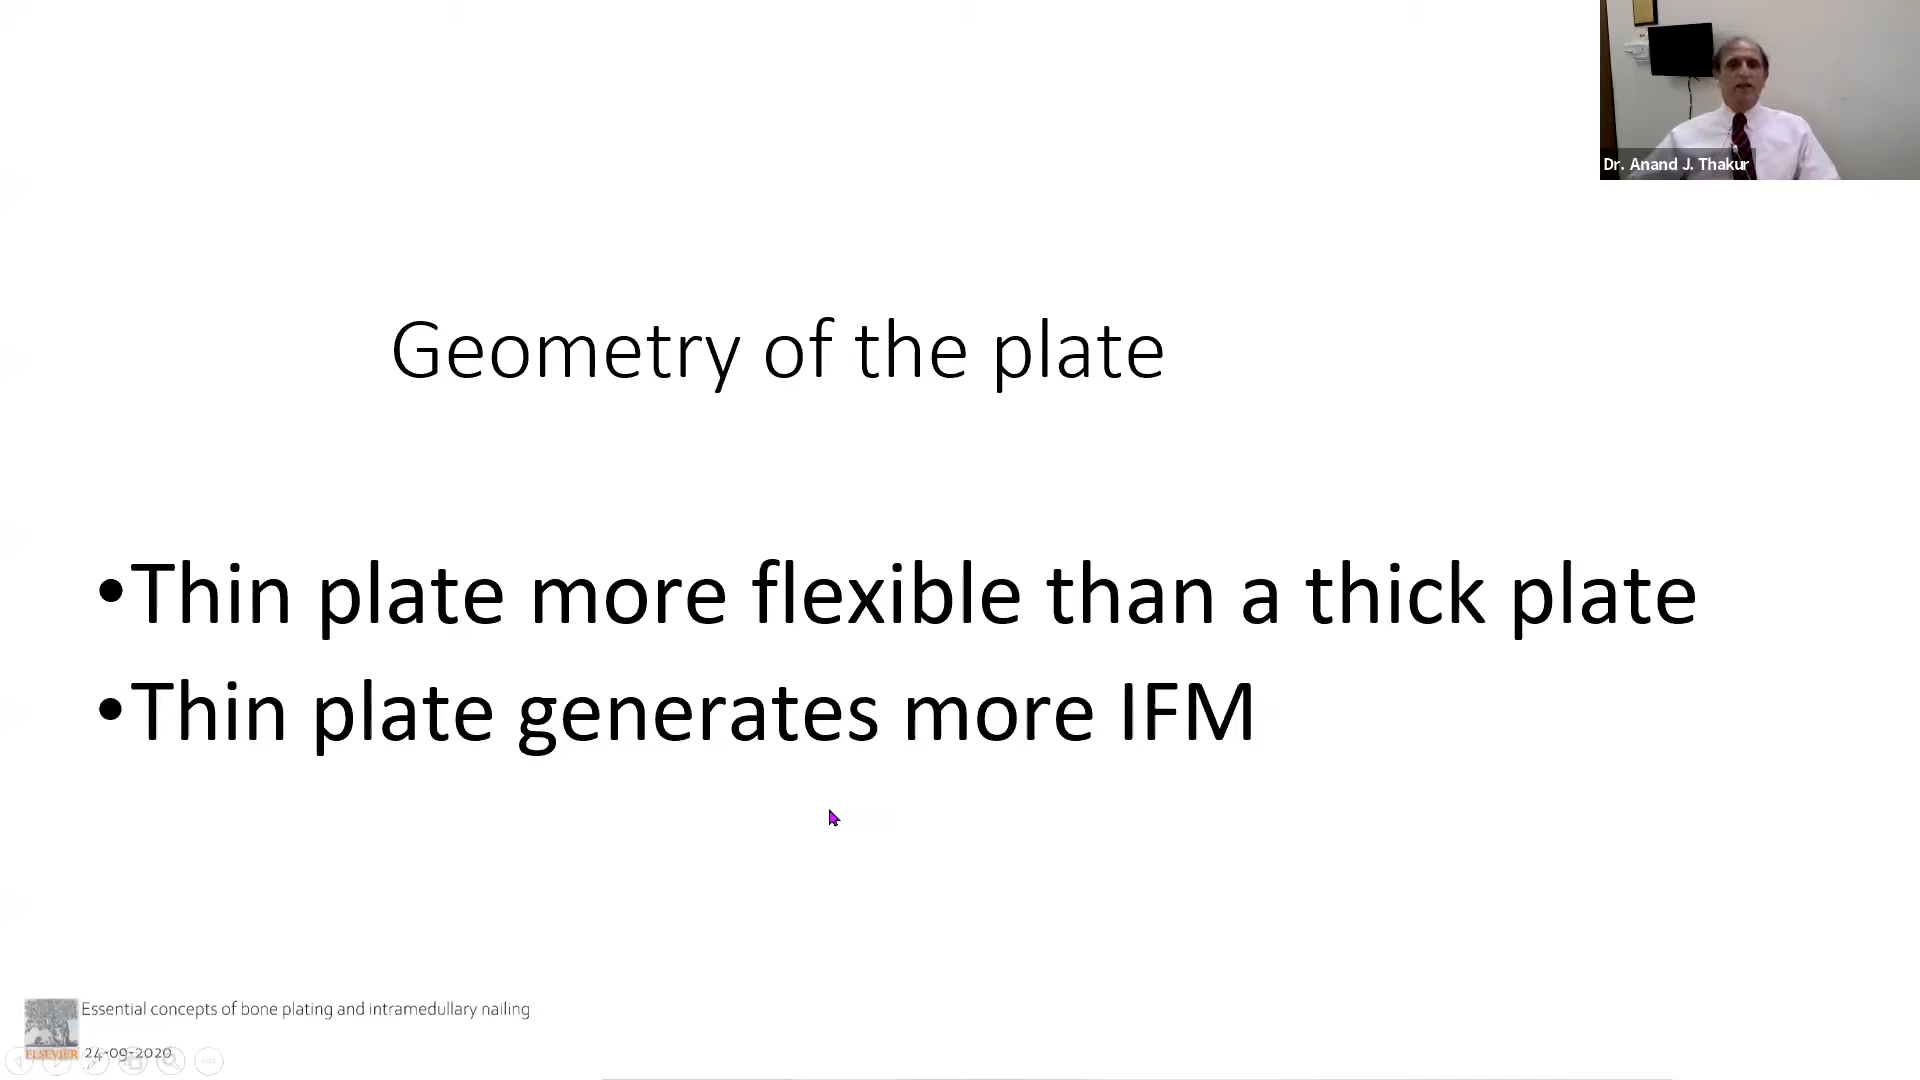 Dr. Anand J. Thakur
Geometry of the plate
•Thin plate more flexible than a thick plate
•Thin plate generates more IFM
Essential concepts of bone plating and intramedullary nailing
ELSEVIER 24-09-2020